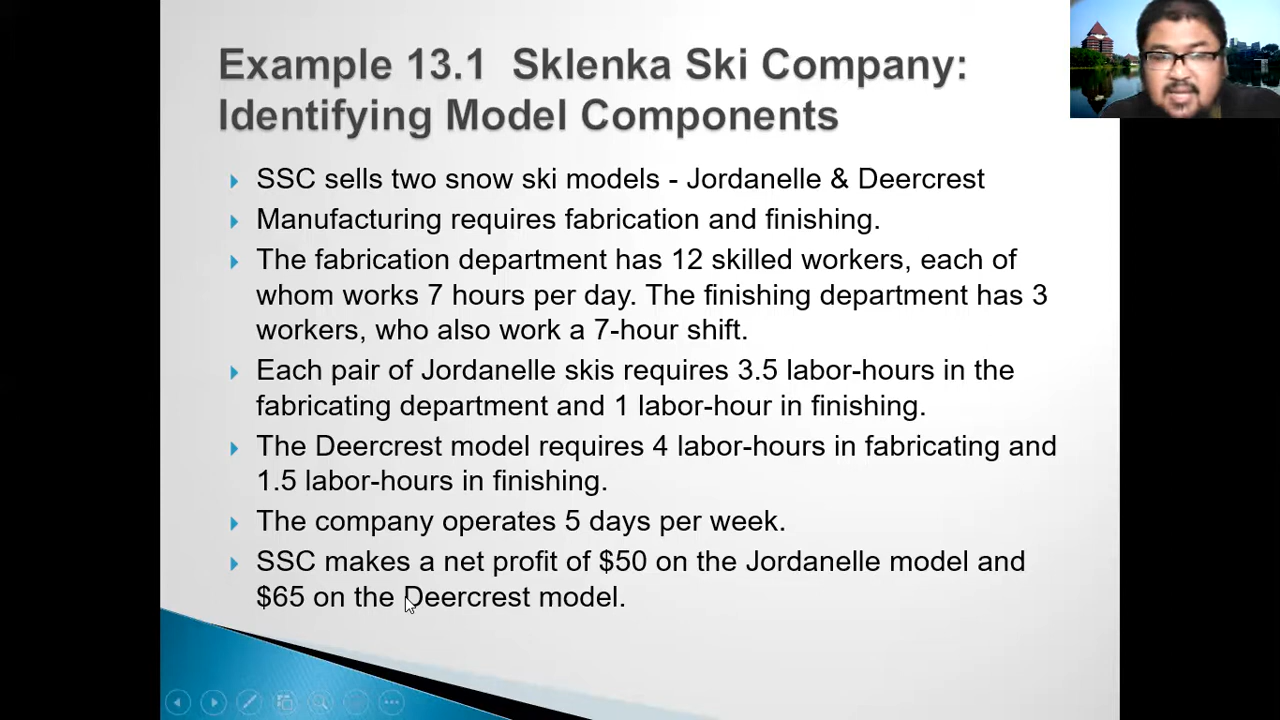 Example 13.1 Sklenka Ski Company:
Identifying Model Components
SSC sells two snow ski models - Jordanelle & Deercrest
Manufacturing requires fabrication and finishing.
The fabrication department has 12 skilled workers, each of
whom works 7 hours per day. The finishing department has 3
workers, who also work a 7-hour shift.
Each pair of Jordanelle skis requires 3.5 labor-hours in the
fabricating department and 1 labor-hour in finishing.
The Deercrest model requires 4 labor-hours in fabricating and
1.5 labor-hours in finishing.
The company operates 5 days per week.
SSC makes a net profit of $50 on the Jordanelle model and
$65 on the Deercrest model.